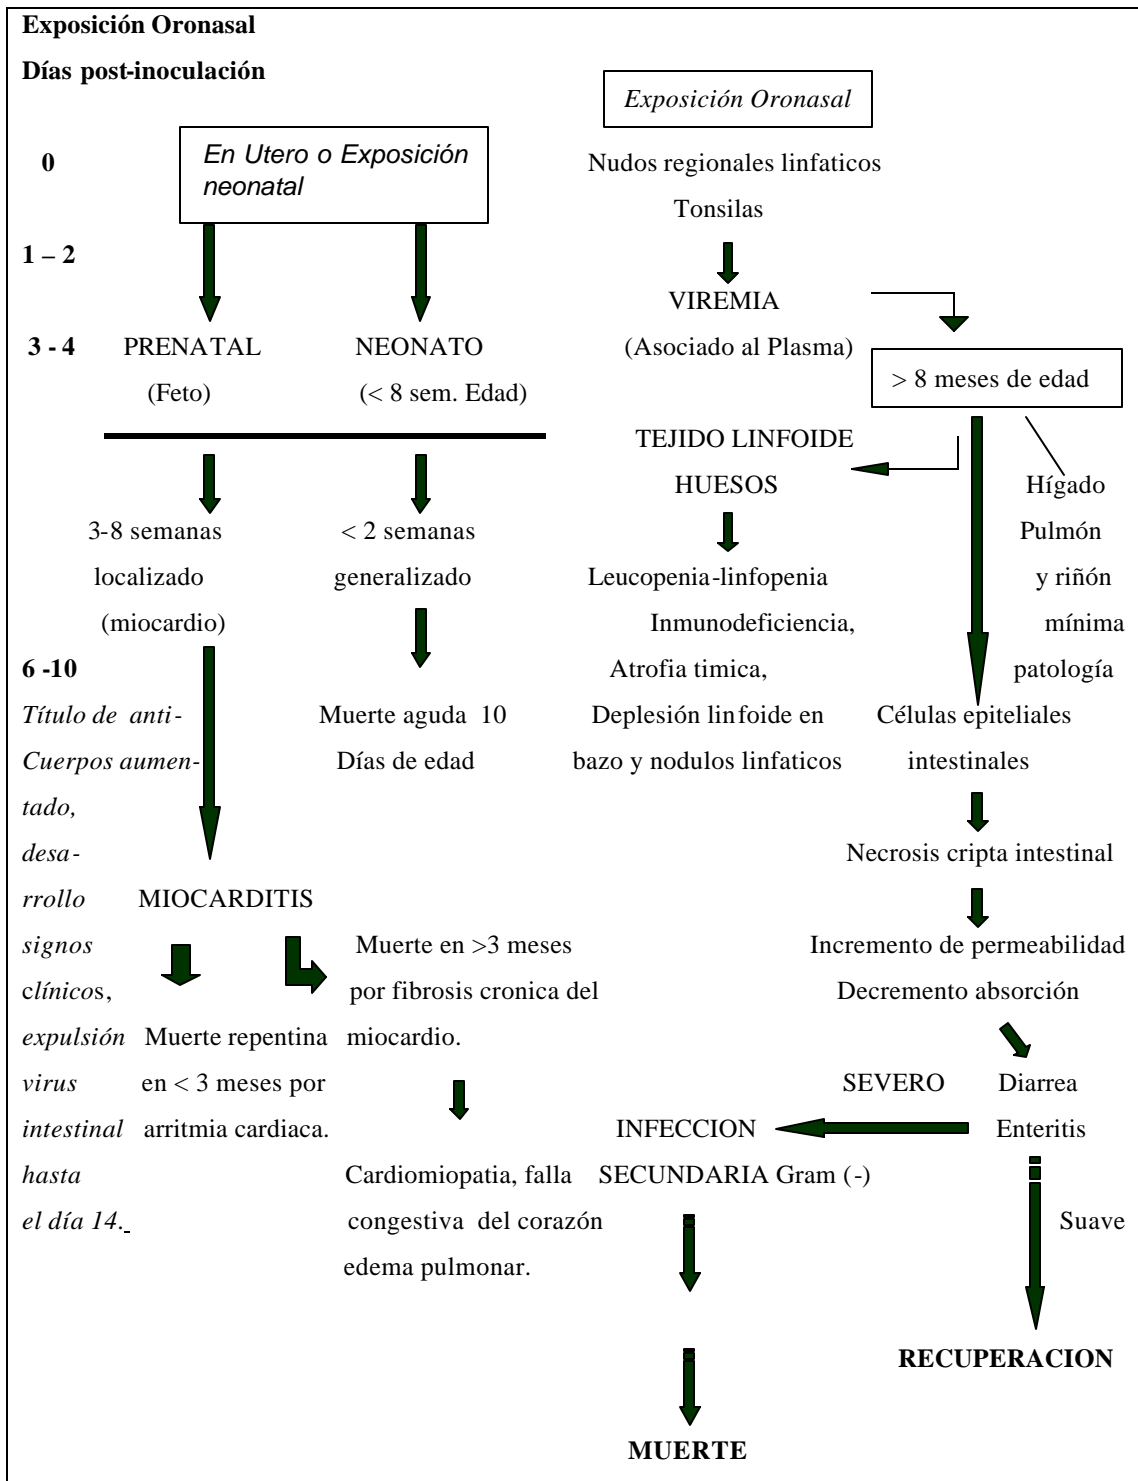 Exposición Oronasal
Días post-inoculación
Exposición Oronasal
0
En Utero o Exposición
neonatal
Nudos regionales linfaticos
Tonsilas
1 – 2
VIREMIA
3 - 4
PRENATAL
NEONATO
(Asociado al Plasma)
(Feto)
(< 8 sem. Edad)
> 8 meses de edad
TEJIDO LINFOIDE
HUESOS
Hígado
3-8 semanas
< 2 semanas
Pulmón
localizado
generalizado
Leucopenia-linfopenia
y riñón
(miocardio)
Inmunodeficiencia,
mínima
6 -10
Atrofia timica,
patología
Título de anti-
Muerte aguda 10
Deplesión linfoide en
Células epiteliales
Cuerpos aumen-
Días de edad
bazo y nodulos linfaticos
intestinales
tado,
desa-
Necrosis cripta intestinal
rrollo
MIOCARDITIS
signos
Muerte en >3 meses
Incremento de permeabilidad
clínicos,
por fibrosis cronica del
Decremento absorción
expulsión
Muerte repentina
miocardio.
virus
en < 3 meses por
SEVERO
Diarrea
intestinal
arritmia cardiaca.
INFECCION
Enteritis
hasta
Cardiomiopatia, falla
SECUNDARIA Gram (-)
el día 14.
congestiva del corazón
Suave
edema pulmonar.
RECUPERACION
MUERTE